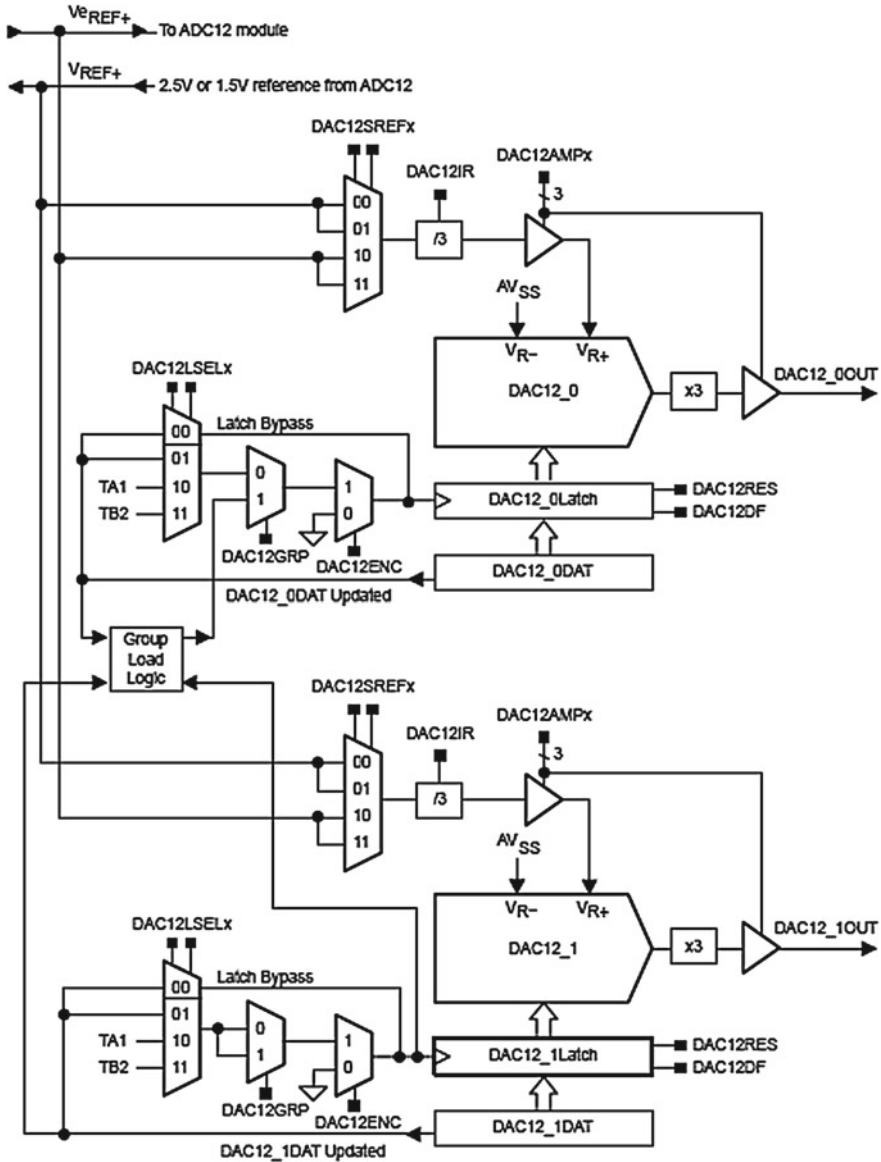 VeREF+
To ADC12 module
VREF+
2.5V or 1.5V reference from ADC12
DAC12SREFx
DAC12IR
DAC12AMPx
3
00
01
10
11
/3
AVSS
VR-
VR+
DAC12_0
x3
DAC12_0OUT
DAC12LSELx
Latch Bypass
00
01
TA1
10
TB2
11
0
1
1
0
DAC12GRP
DAC12ENC
DAC12_0Latch
DAC12RES
DAC12DF
DAC12_0DAT
DAC12_0DAT Updated
Group
Load
Logic
DAC12SREFx
DAC12IR
DAC12AMPx
3
00
01
10
11
/3
AVSS
VR-
VR+
DAC12_1
x3
DAC12_1OUT
DAC12LSELx
Latch Bypass
00
01
TA1
10
TB2
11
0
1
1
0
DAC12GRP
DAC12ENC
DAC12_1Latch
DAC12RES
DAC12DF
DAC12_1DAT
DAC12_1DAT Updated